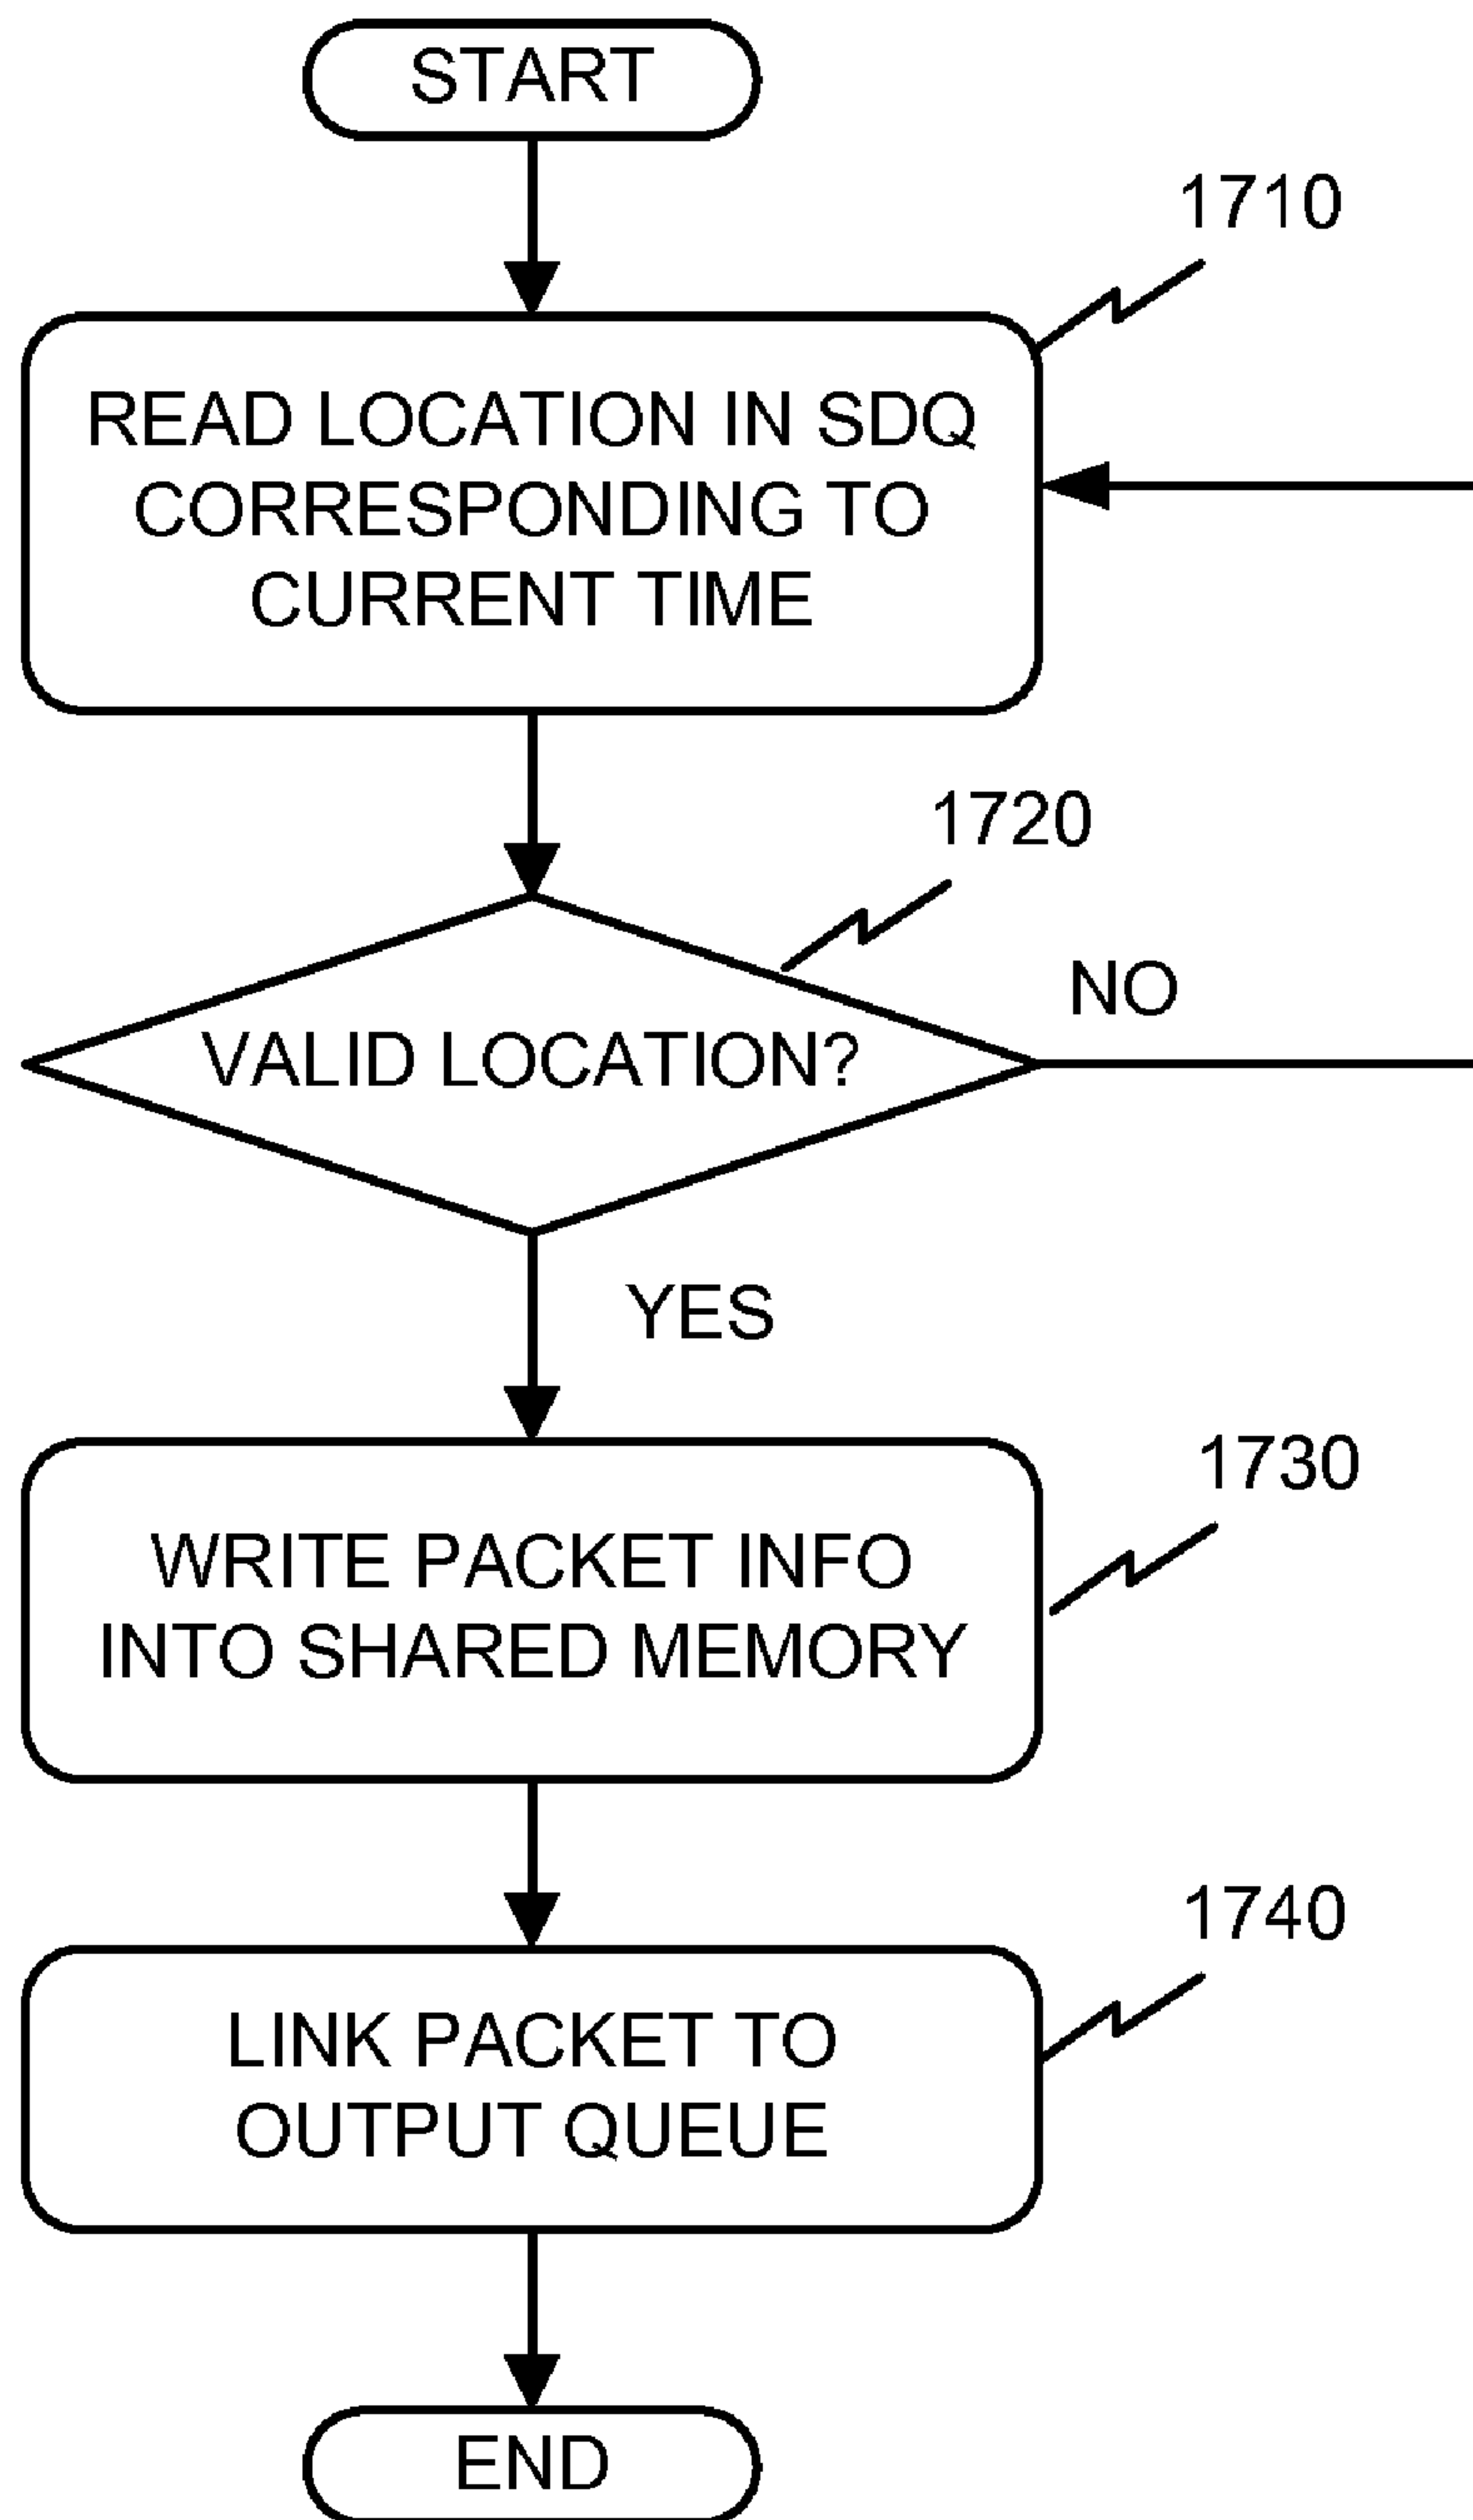 START
1710
READ LOCATION IN SDQ
CORRESPONDING TO
CURRENT TIME
1720
NO
VALID LOCATION?
YES
1730
WRITE PACKET INFO
INTO SHARED MEMORY
1740
LINK PACKET TO
OUTPUT QUEUE
END